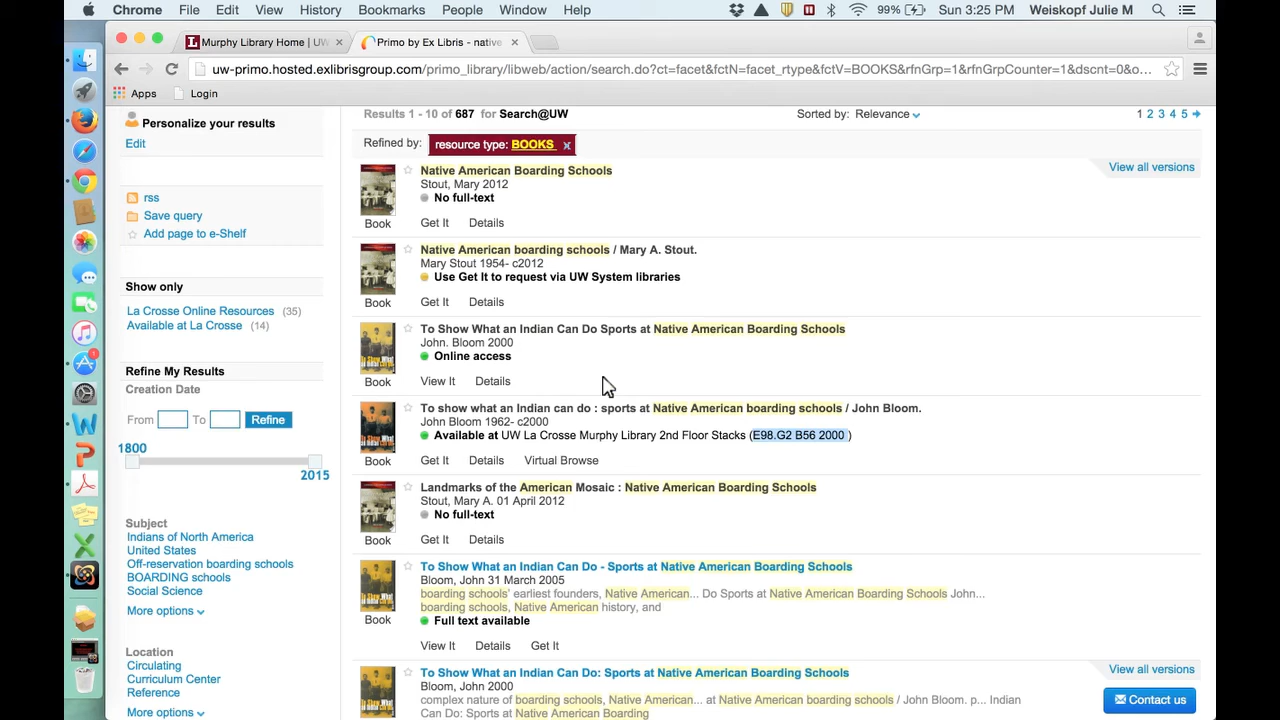 Chrome File Edit View History Bookmarks People Window Help 99% Sun 3:25 PM Weiskopf Julie M
Murphy Library Home | UW × Primo by Ex Libris - native ×
uw-primo.hosted.exlibrisgroup.com/primo_library/libweb/action/search.do?ct=facet&fctN=facet_rtype&fctV=BOOKS&rfnGrp=1&rfnGrpCounter=1&dscnt=0&o...
Apps Login
Personalize your results
Edit
rss
Save query
Add page to e-Shelf
Show only
La Crosse Online Resources (35)
Available at La Crosse (14)
Refine My Results
Creation Date
From To Refine
1800
2015
Subject
Indians of North America
United States
Off-reservation boarding schools
BOARDING schools
Social Science
More options
Location
Circulating
Curriculum Center
Reference
More options
Results 1 - 10 of 687 for Search@UW Sorted by: Relevance 1 2 3 4 5
Refined by: resource type: BOOKS x
Native American Boarding Schools View all versions
Stout, Mary 2012
No full-text
Book Get It Details
Native American boarding schools / Mary A. Stout.
Mary Stout 1954- c2012
Use Get It to request via UW System libraries
Book Get It Details
To Show What an Indian Can Do Sports at Native American Boarding Schools
John. Bloom 2000
Online access
Book View It Details
To show what an Indian can do : sports at Native American boarding schools / John Bloom.
John Bloom 1962- c2000
Available at UW La Crosse Murphy Library 2nd Floor Stacks (E98.G2 B56 2000 )
Book Get It Details Virtual Browse
Landmarks of the American Mosaic : Native American Boarding Schools
Stout, Mary A. 01 April 2012
No full-text
Book Get It Details
To Show What an Indian Can Do - Sports at Native American Boarding Schools
Bloom, John 31 March 2005
boarding schools' earliest founders, Native American... Do Sports at Native American Boarding Schools John...
boarding schools, Native American history, and
Book Full text available
View It Details Get It
To Show What an Indian Can Do: Sports at Native American Boarding Schools View all versions
Bloom, John 2000
complex nature of boarding schools, Native American... at Native American boarding schools / John Bloom. p... Indian
Can Do: Sports at Native American Boarding
Contact us